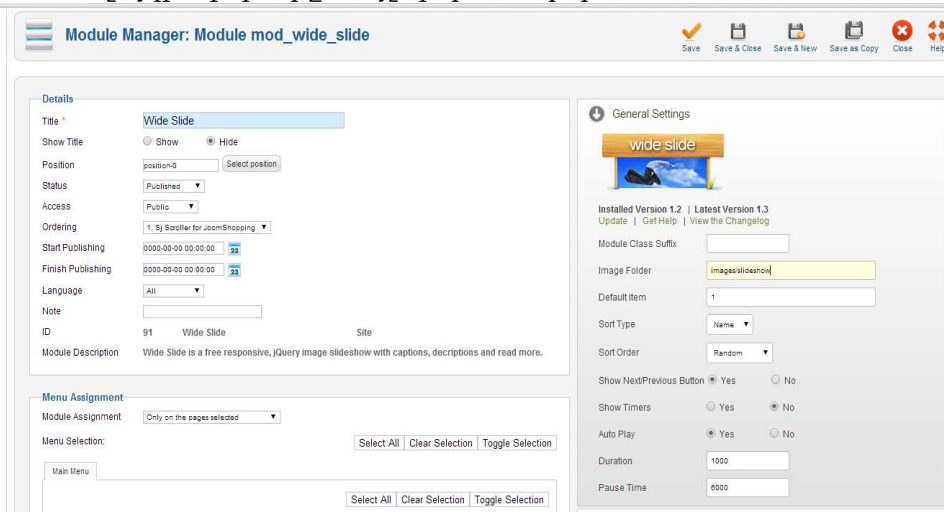 Module Manager: Module mod_wide_slide
Save
Save & Close
Save & New
Save as Copy
Close
Help
Details
Title *
Wide Slide
Show Title
Show
Hide
Position
position-0
Select position
Status
Published
Access
Public
Ordering
1. Sj Scroller for JoomShopping
Start Publishing
0000-00-00 00:00:00
23
Finish Publishing
0000-00-00 00:00:00
23
Language
All
Note
ID
91 Wide Slide Site
Module Description
Wide Slide is a free responsive, jQuery image slideshow with captions, decriptions and read more.
Menu Assignment
Module Assignment
Only on the pages selected
Menu Selection:
Select All
Clear Selection
Toggle Selection
Main Menu
Select All
Clear Selection
Toggle Selection
General Settings
wide slide
Installed Version 1.2 | Latest Version 1.3
Update | Get Help | View the Changelog
Module Class Suffix
Image Folder
images/slideshow
Default Item
1
Sort Type
Name
Sort Order
Random
Show Next/Previous Button
Yes
No
Show Timers
Yes
No
Auto Play
Yes
No
Duration
1000
Pause Time
6000